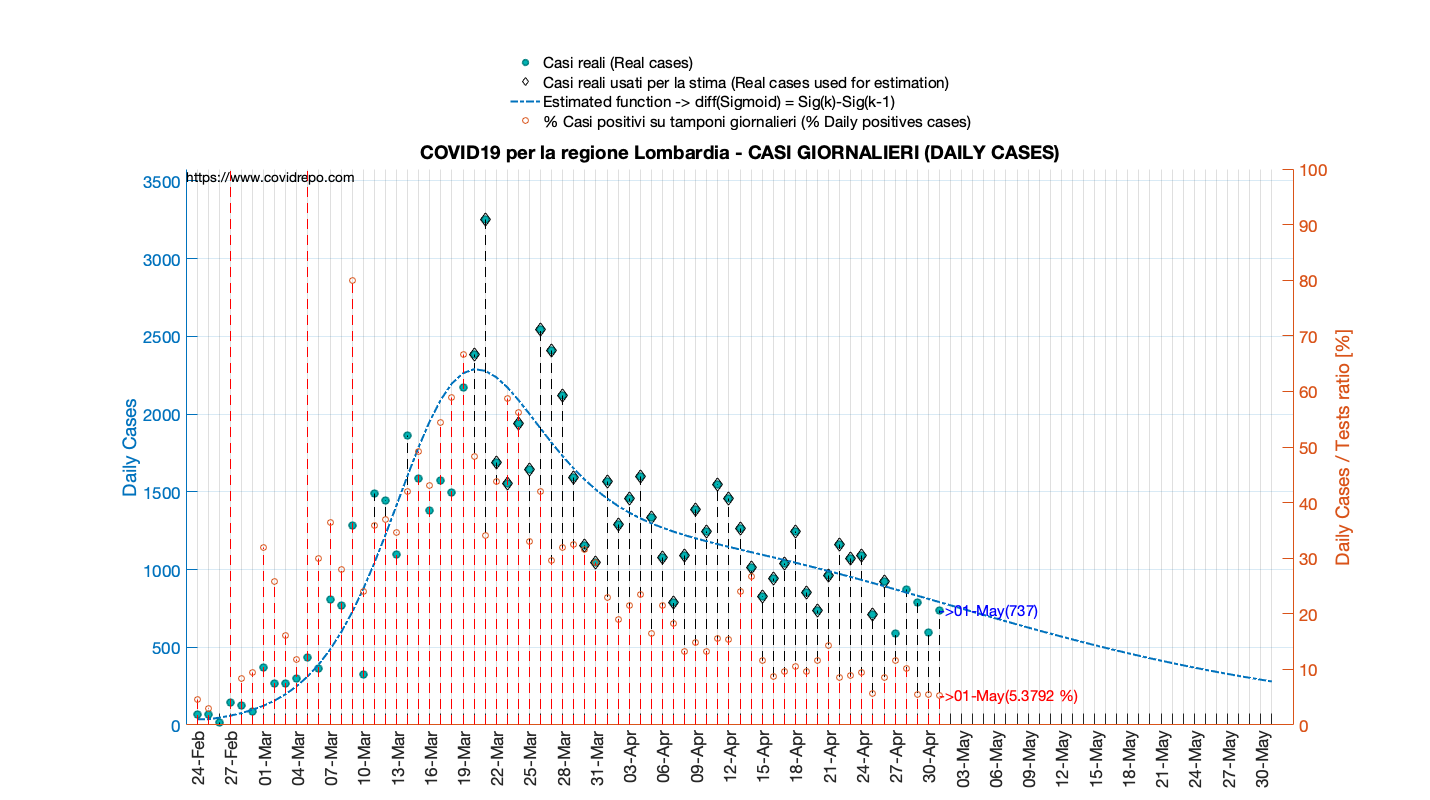 Casi reali (Real cases)
Casi reali usati per la stima (Real cases used for estimation)
Estimated function -> diff(Sigmoid) = Sig(k)-Sig(k-1)
% Casi positivi su tamponi giornalieri (% Daily positives cases)
COVID19 per la regione Lombardia - CASI GIORNALIERI (DAILY CASES)
https://www.covidrepo.com
3500
3000
2500
2000
1500
1000
500
0
Daily Cases
100
90
80
70
60
50
40
30
20
10
0
Daily Cases / Tests ratio [%]
->01-May(737)
->01-May(5.3792 %)
24-Feb
27-Feb
01-Mar
04-Mar
07-Mar
10-Mar
13-Mar
16-Mar
19-Mar
22-Mar
25-Mar
28-Mar
31-Mar
03-Apr
06-Apr
09-Apr
12-Apr
15-Apr
18-Apr
21-Apr
24-Apr
27-Apr
30-Apr
03-May
06-May
09-May
12-May
15-May
18-May
21-May
24-May
27-May
30-May